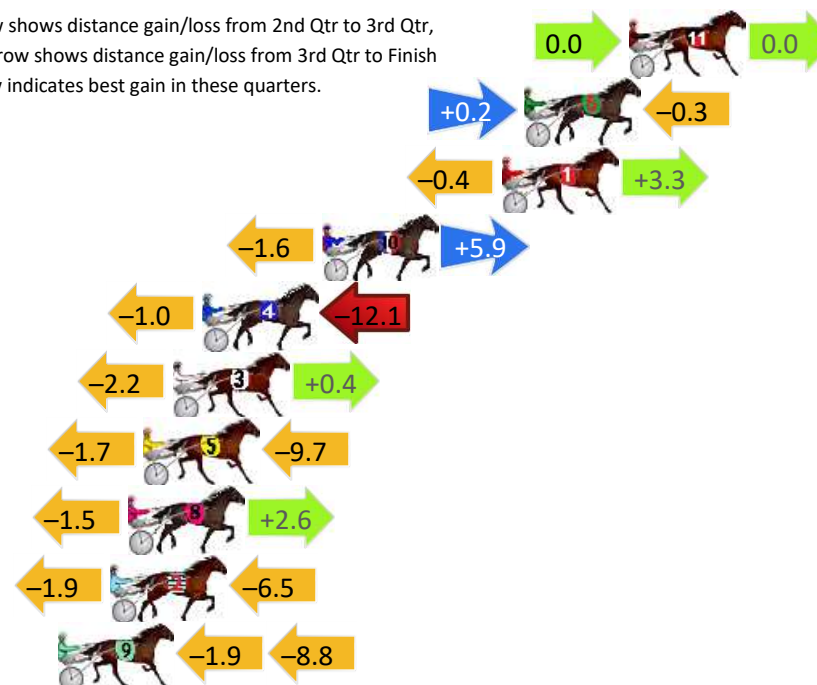 shows distance gain/loss from 2nd Qtr to 3rd Qtr,
row shows distance gain/loss from 3rd Qtr to Finish
indicates best gain in these quarters.
0.0 11 0.0
+0.2 6 –0.3
–0.4 1 +3.3
–1.6 10 +5.9
–1.0 4 –12.1
–2.2 3 +0.4
–1.7 5 –9.7
–1.5 8 +2.6
–1.9 –6.5
9 –1.9 –8.8